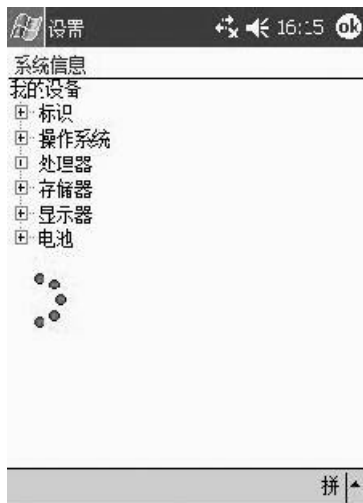 设置 16:15 ok
系统信息
我的设备
标识
操作系统
处理器
存储器
显示器
电池
拼